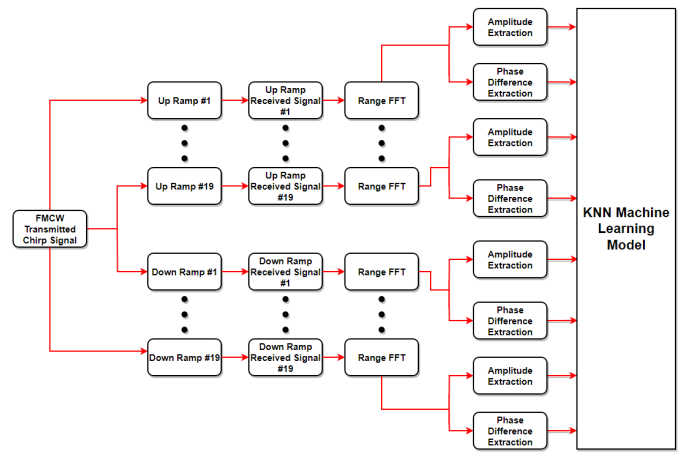 FMCW
Transmitted
Chirp Signal
Up Ramp #1
Up Ramp
Received Signal
#1
Range FFT
Amplitude
Extraction
Phase
Difference
Extraction
Up Ramp #19
Up Ramp
Received Signal
#19
Range FFT
Amplitude
Extraction
Phase
Difference
Extraction
Down Ramp #1
Down Ramp
Received Signal
#1
Range FFT
Amplitude
Extraction
Phase
Difference
Extraction
Down Ramp #19
Down Ramp
Received Signal
#19
Range FFT
Amplitude
Extraction
Phase
Difference
Extraction
KNN Machine
Learning
Model